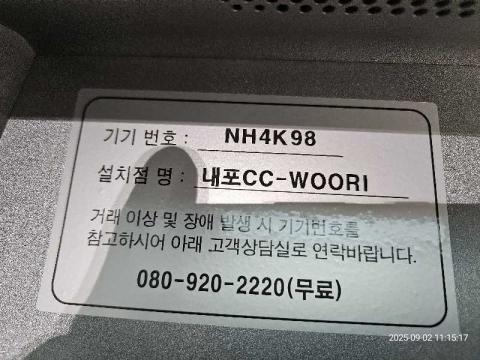 기기 번호 : NH4K98
설치점 명 : 내포CC-WOORI
거래 이상 및 장애 발생 시 기기번호를
참고하시어 아래 고객상담실로 연락바랍니다.
080-920-2220(무료)
2025-09-02 11:15:17